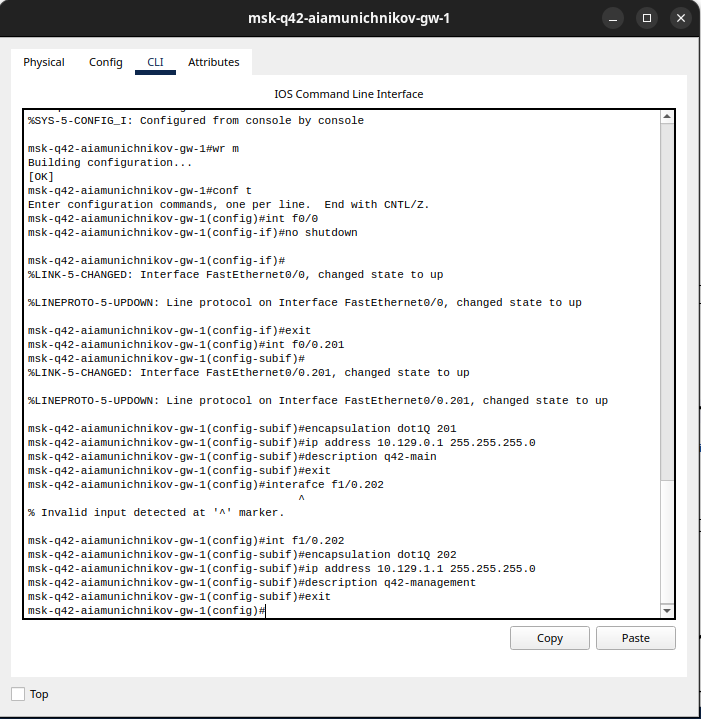 msk-q42-aiamunichnikov-gw-1
Physical Config CLI Attributes
IOS Command Line Interface
%SYS-5-CONFIG_I: Configured from console by console
msk-q42-aiamunichnikov-gw-1#wr m
Building configuration...
[OK]
msk-q42-aiamunichnikov-gw-1#conf t
Enter configuration commands, one per line.  End with CNTL/Z.
msk-q42-aiamunichnikov-gw-1(config)#int f0/0
msk-q42-aiamunichnikov-gw-1(config-if)#no shutdown
msk-q42-aiamunichnikov-gw-1(config-if)#
%LINK-5-CHANGED: Interface FastEthernet0/0, changed state to up
%LINEPROTO-5-UPDOWN: Line protocol on Interface FastEthernet0/0, changed state to up
msk-q42-aiamunichnikov-gw-1(config-if)#exit
msk-q42-aiamunichnikov-gw-1(config)#int f0/0.201
msk-q42-aiamunichnikov-gw-1(config-subif)#
%LINK-5-CHANGED: Interface FastEthernet0/0.201, changed state to up
%LINEPROTO-5-UPDOWN: Line protocol on Interface FastEthernet0/0.201, changed state to up
msk-q42-aiamunichnikov-gw-1(config-subif)#encapsulation dot1Q 201
msk-q42-aiamunichnikov-gw-1(config-subif)#ip address 10.129.0.1 255.255.255.0
msk-q42-aiamunichnikov-gw-1(config-subif)#description q42-main
msk-q42-aiamunichnikov-gw-1(config-subif)#exit
msk-q42-aiamunichnikov-gw-1(config)#interafce f1/0.202
^
% Invalid input detected at '^' marker.
msk-q42-aiamunichnikov-gw-1(config)#int f1/0.202
msk-q42-aiamunichnikov-gw-1(config-subif)#encapsulation dot1Q 202
msk-q42-aiamunichnikov-gw-1(config-subif)#ip address 10.129.1.1 255.255.255.0
msk-q42-aiamunichnikov-gw-1(config-subif)#description q42-management
msk-q42-aiamunichnikov-gw-1(config-subif)#exit
msk-q42-aiamunichnikov-gw-1(config)#
Copy Paste
Top